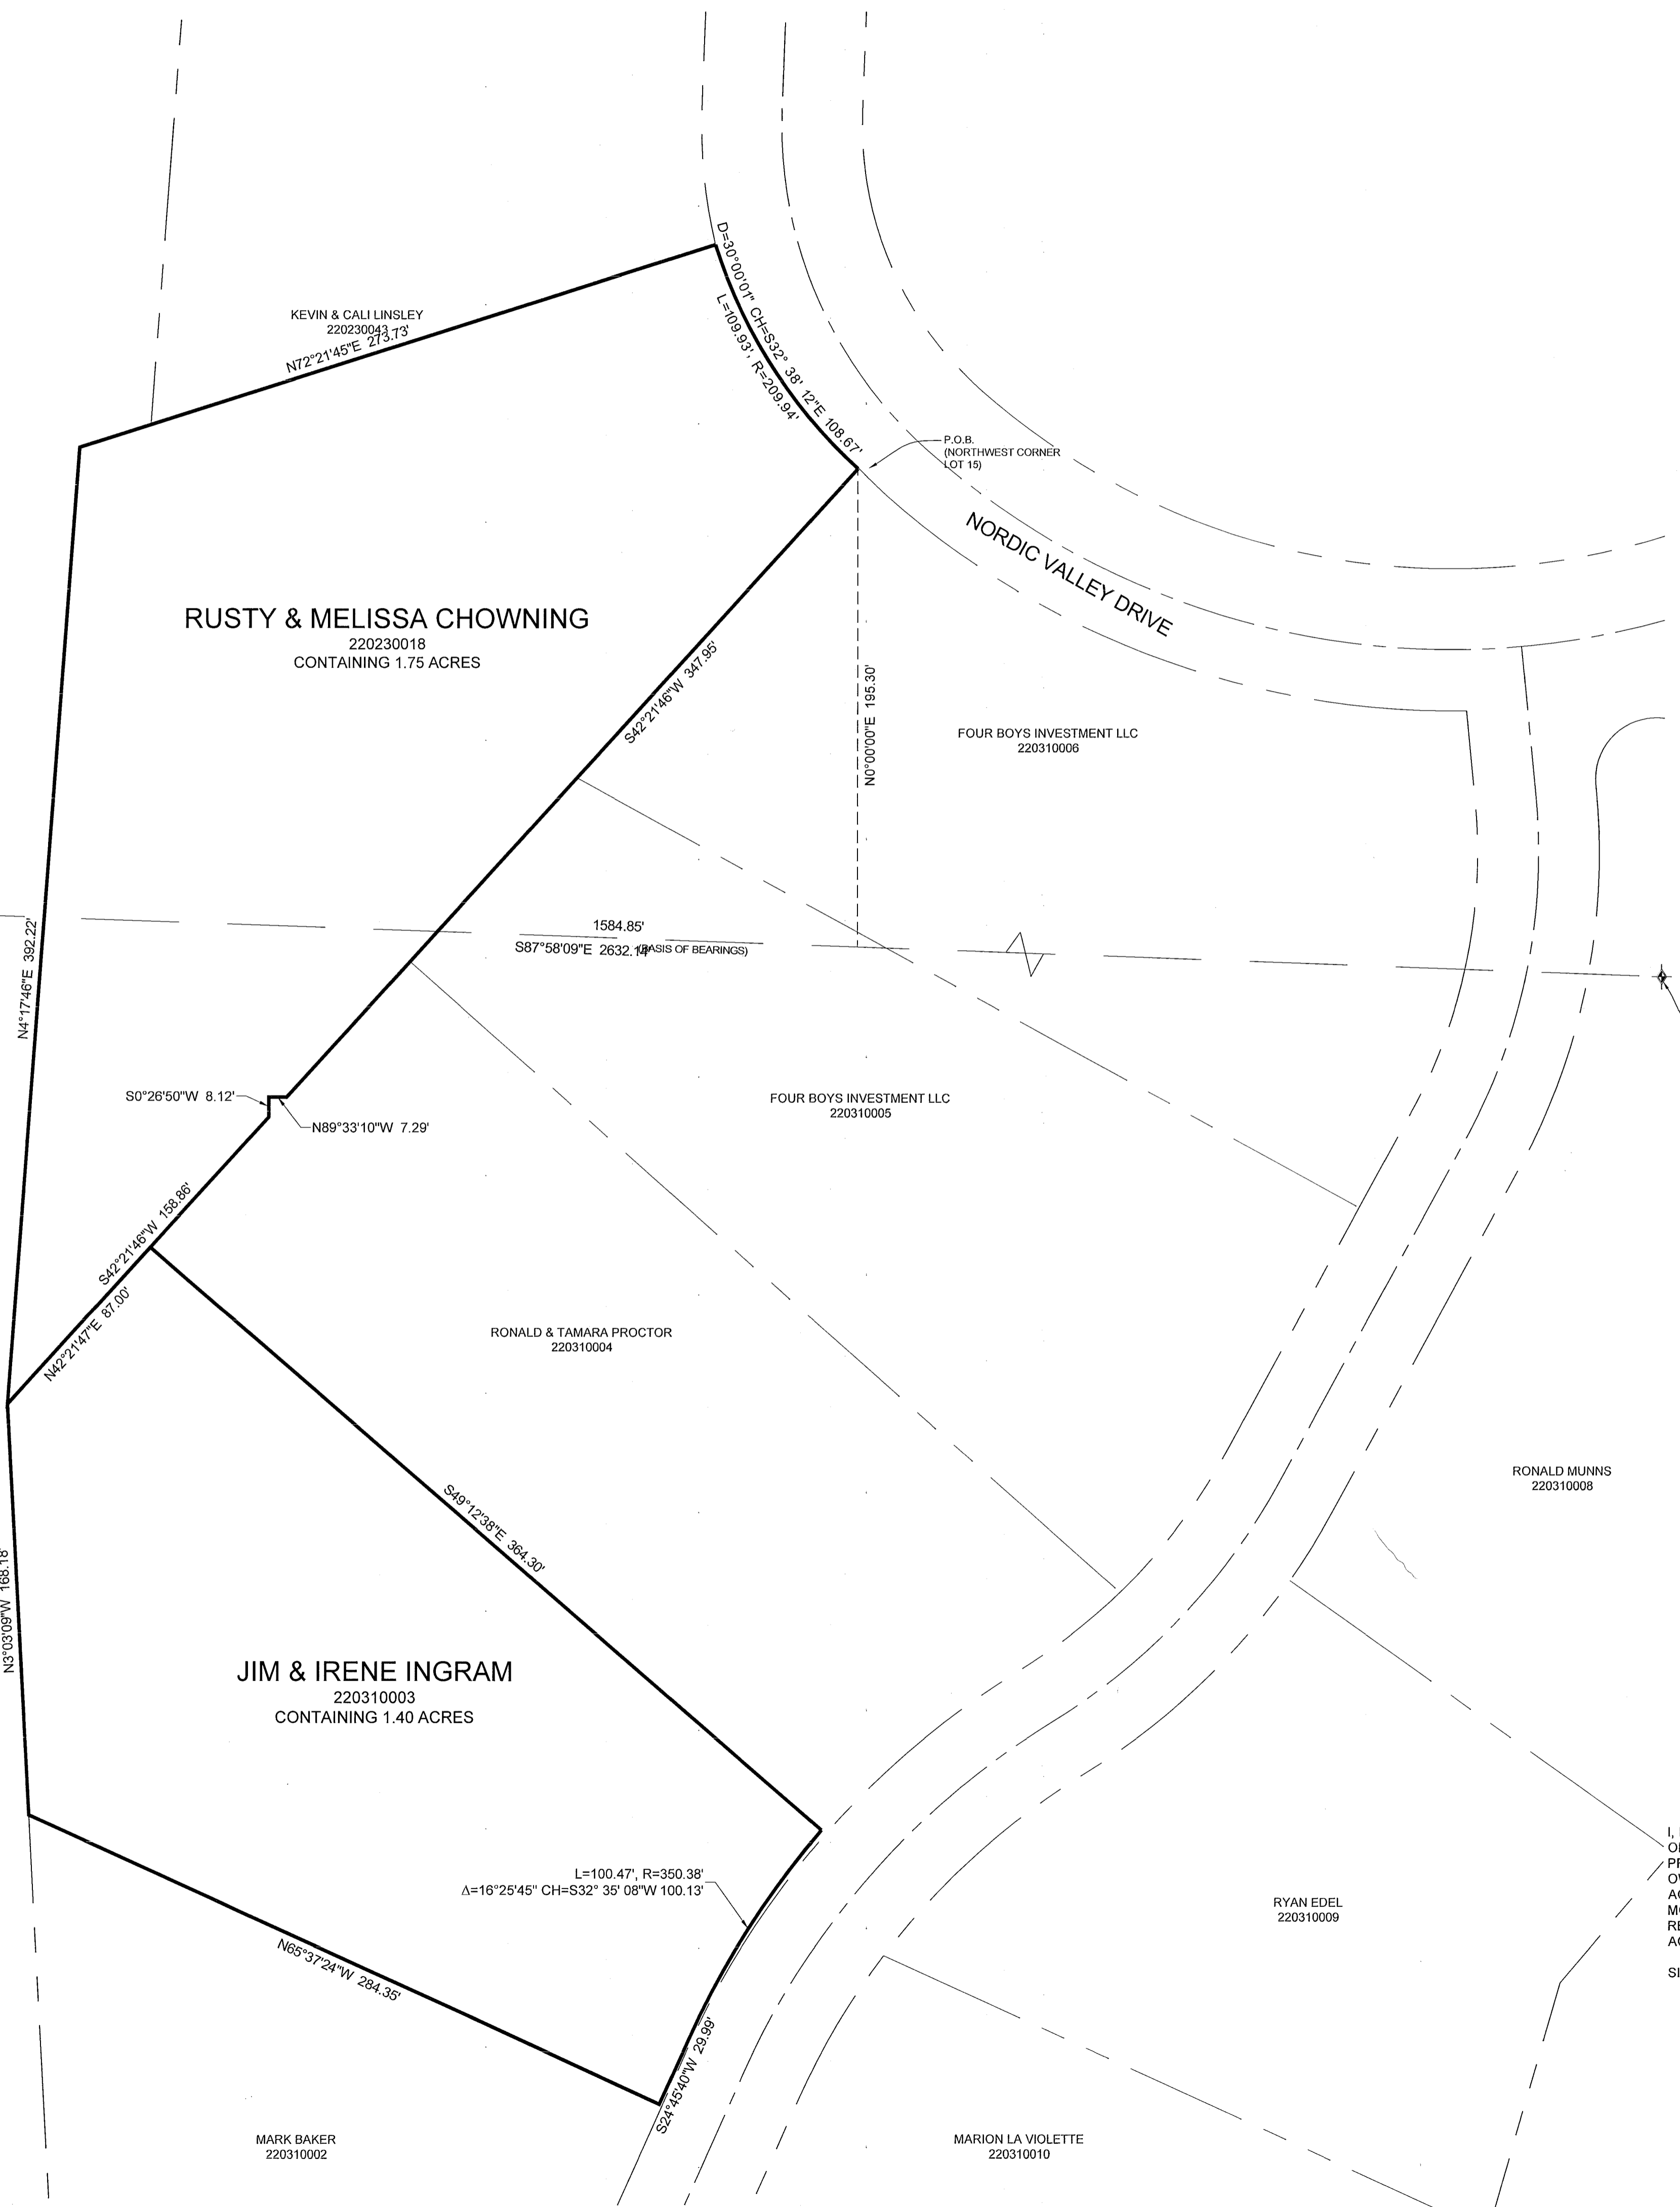 KEVIN & CALI LINSLEY
220230043
N72°21'45"E 273.73'
D=30°00'01" CH=S32° 38' 12"E 108.67'
L=109.93', R=209.94'
P.O.B.
(NORTHWEST CORNER
LOT 15)
NORDIC VALLEY DRIVE
RUSTY & MELISSA CHOWNING
220230018
CONTAINING 1.75 ACRES
S42°21'46"W 347.95'
N0°00'00"E 195.30'
FOUR BOYS INVESTMENT LLC
220310006
N4°17'46"E 392.22'
1584.85'
S87°58'09"E 2632.14'
(BASIS OF BEARINGS)
S0°26'50"W 8.12'
N89°33'10"W 7.29'
FOUR BOYS INVESTMENT LLC
220310005
S42°21'46"W 158.86'
N42°21'47"E 87.00'
RONALD & TAMARA PROCTOR
220310004
RONALD MUNNS
220310008
S49°12'38"E 364.30'
N3°03'09"W 168.18'
JIM & IRENE INGRAM
220310003
CONTAINING 1.40 ACRES
L=100.47', R=350.38'
Δ=16°25'45" CH=S32° 35' 08"W 100.13'
RYAN EDEL
220310009
N65°37'24"W 284.35'
S24°45'40"W 29.99'
MARK BAKER
220310002
MARION LA VIOLETTE
220310010
I,